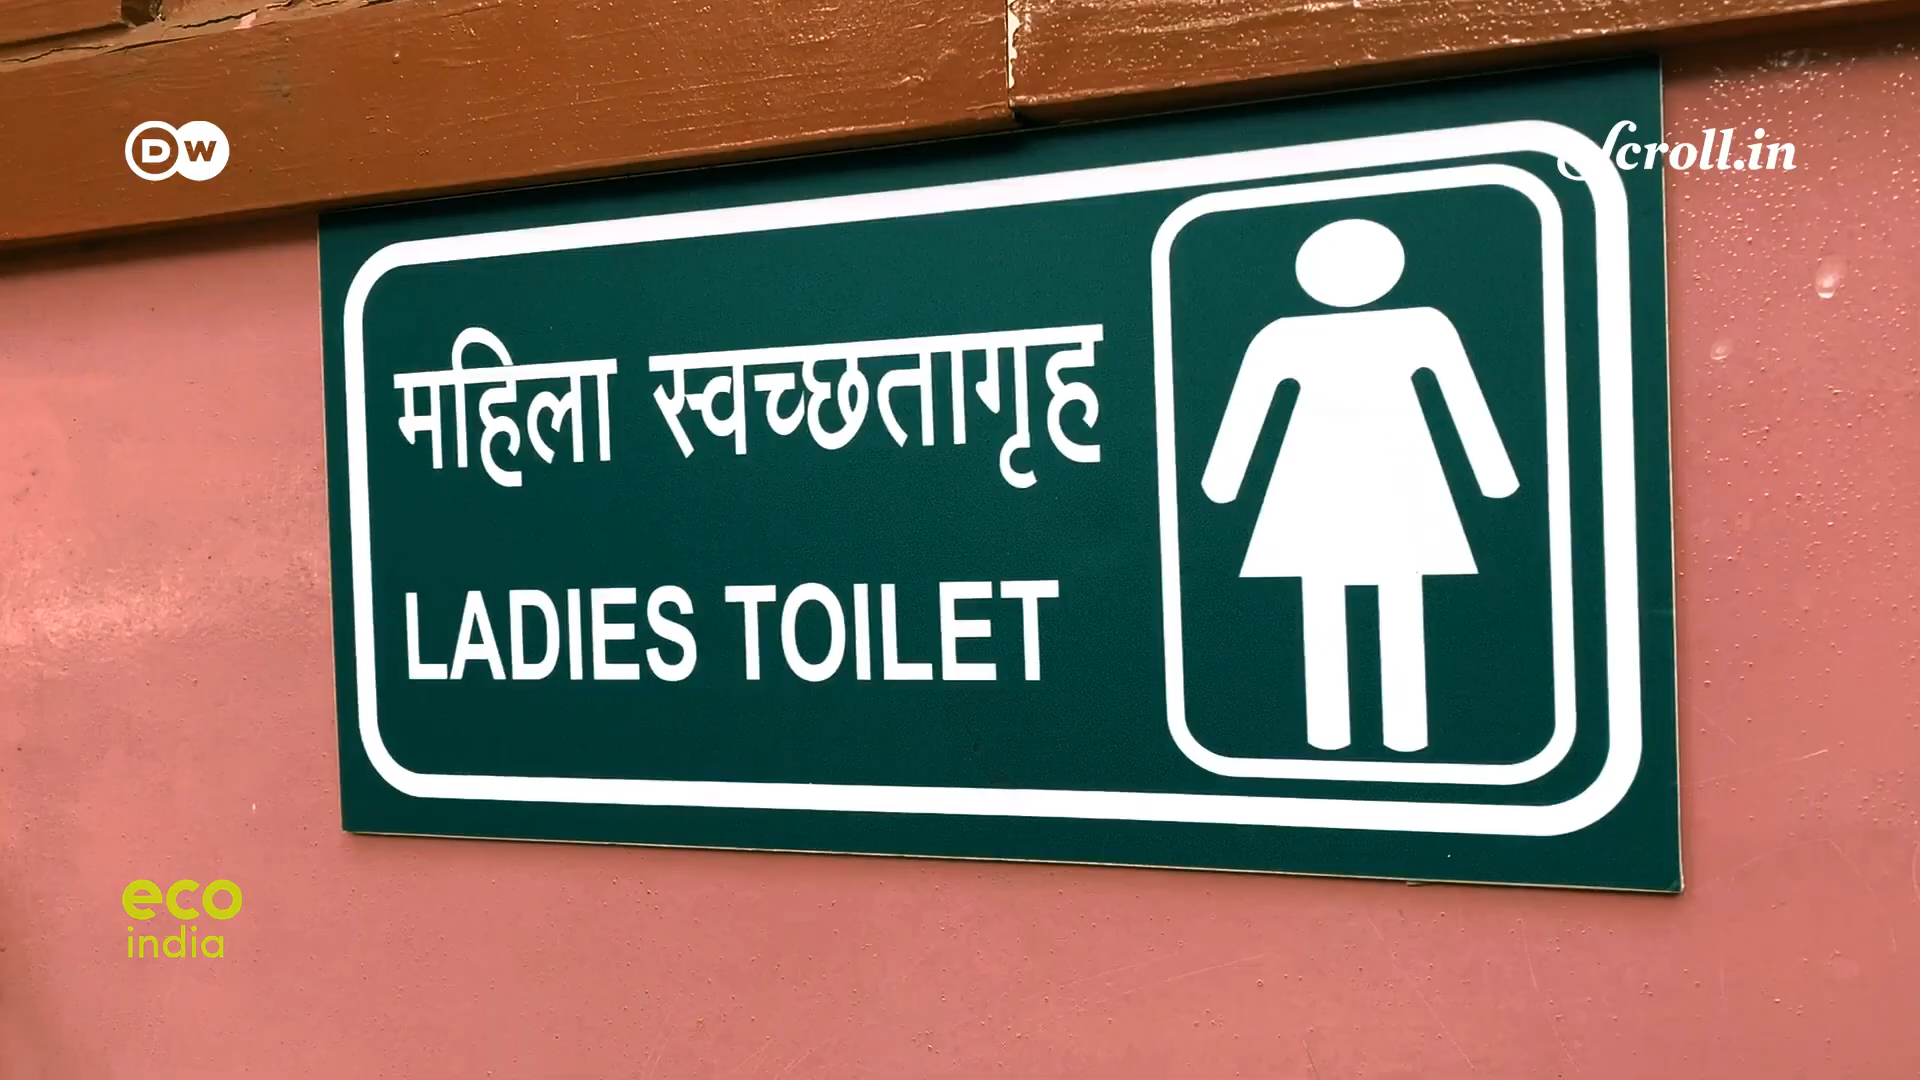 DW
Scroll.in
महिला स्वच्छतागृह
LADIES TOILET
eco
india